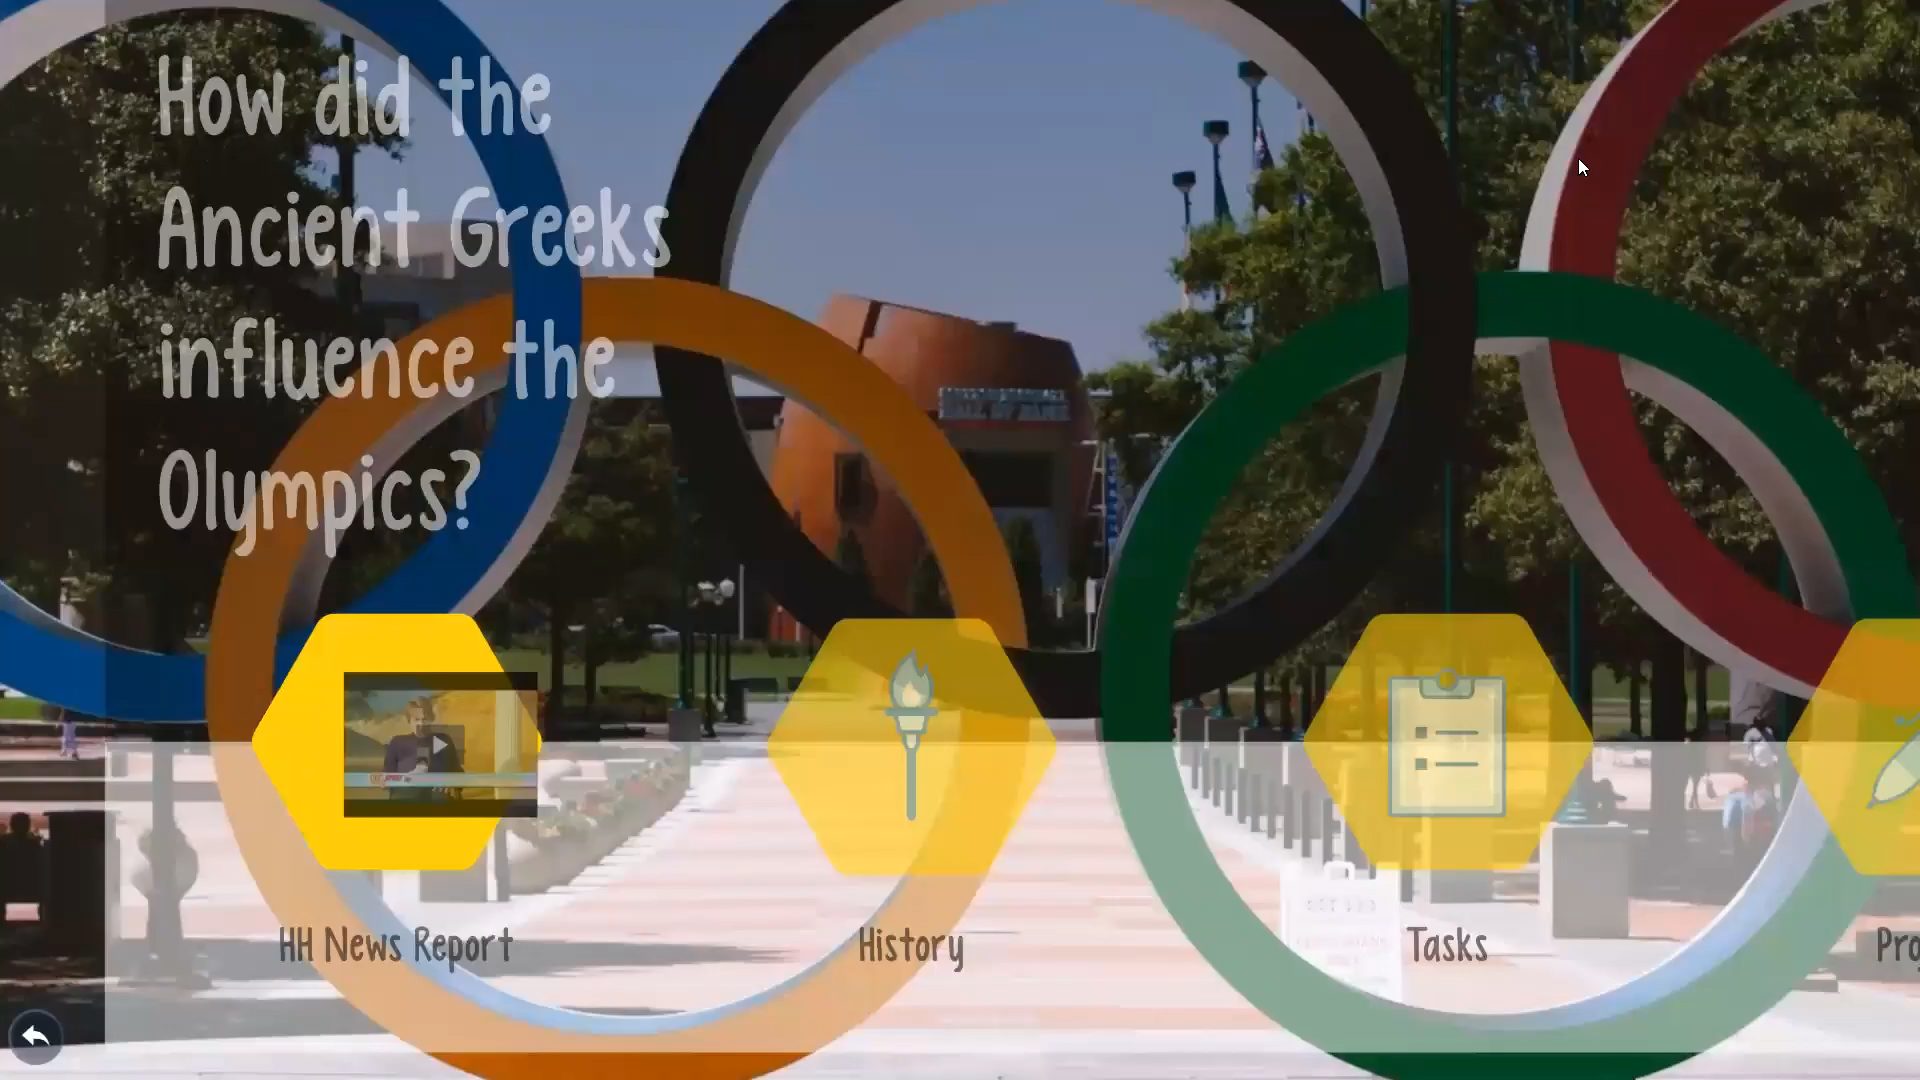 How did the
Ancient Greeks
influence the
Olympics?
HH News Report
History
Tasks